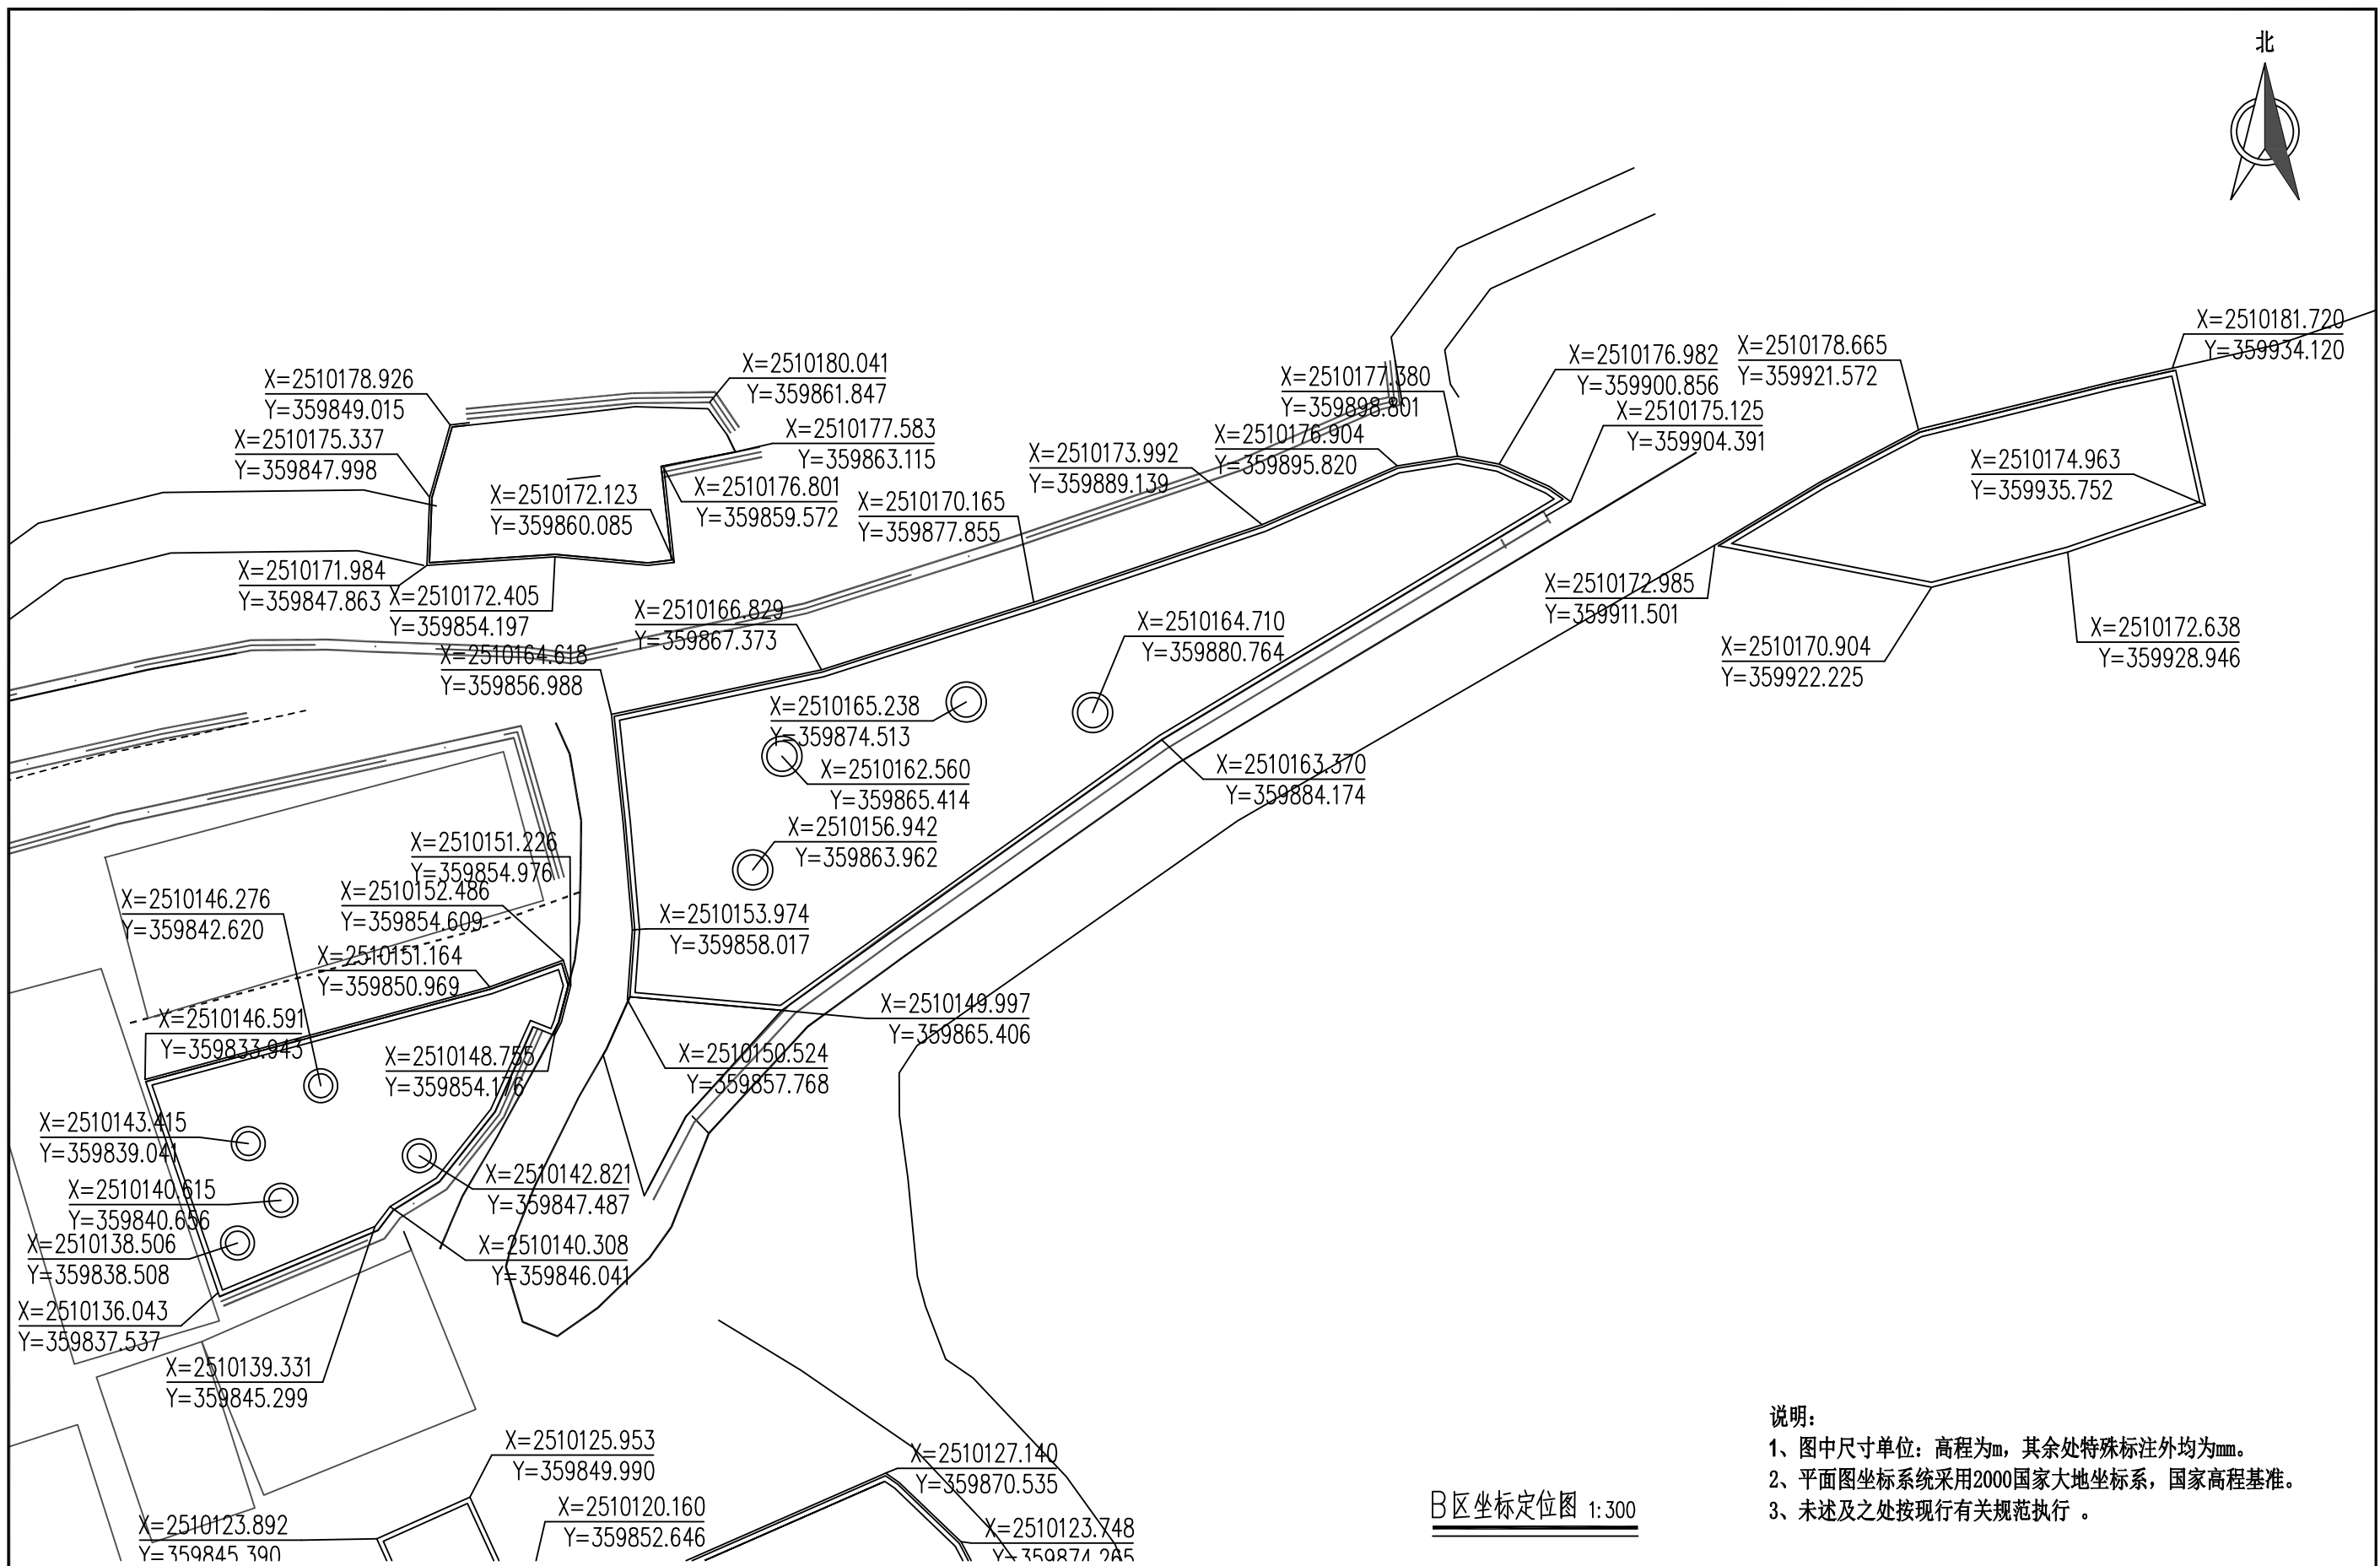 北
X=2510181.720
Y=359934.120
X=2510178.926
Y=359849.015
X=2510180.041
Y=359861.847
X=2510177.380
Y=359898.801
X=2510176.982
Y=359900.856
X=2510178.665
Y=359921.572
X=2510175.337
Y=359847.998
X=2510177.583
Y=359863.115
X=2510176.904
Y=359895.820
X=2510175.125
Y=359904.391
X=2510173.992
Y=359889.139
X=2510174.963
Y=359935.752
X=2510172.123
Y=359860.085
X=2510176.801
Y=359859.572
X=2510170.165
Y=359877.855
X=2510171.984
Y=359847.863
X=2510172.405
Y=359854.197
X=2510172.985
Y=359911.501
X=2510166.829
Y=359867.373
X=2510164.710
Y=359880.764
X=2510170.904
Y=359922.225
X=2510172.638
Y=359928.946
X=2510164.618
Y=359856.988
X=2510165.238
Y=359874.513
X=2510162.560
Y=359865.414
X=2510163.370
Y=359884.174
X=2510156.942
Y=359863.962
X=2510151.226
Y=359854.976
X=2510146.276
Y=359842.620
X=2510152.486
Y=359854.609
X=2510153.974
Y=359858.017
X=2510151.164
Y=359850.969
X=2510149.997
Y=359865.406
X=2510146.591
Y=359833.943
X=2510148.755
Y=359854.176
X=2510150.524
Y=359857.768
X=2510143.415
Y=359839.041
X=2510142.821
Y=359847.487
X=2510140.615
Y=359840.656
X=2510138.506
Y=359838.508
X=2510140.308
Y=359846.041
X=2510136.043
Y=359837.537
X=2510139.331
Y=359845.299
X=2510125.953
Y=359849.990
X=2510127.140
Y=359870.535
X=2510120.160
Y=359852.646
X=2510123.892
Y=359845.390
X=2510123.748
Y=359874.265
B区坐标定位图 1:300
说明:
1、图中尺寸单位：高程为m，其余处特殊标注外均为mm。
2、平面图坐标系统采用2000国家大地坐标系，国家高程基准。
3、未述及之处按现行有关规范执行 。